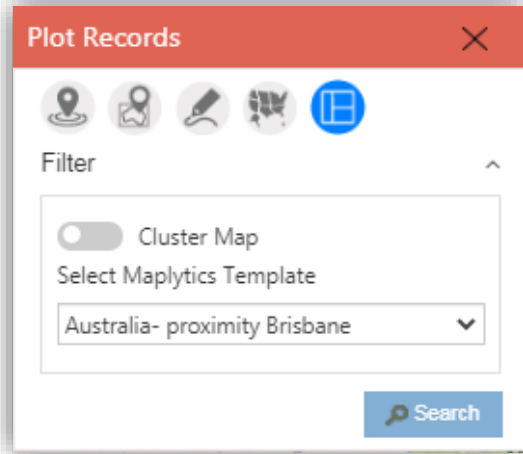 Plot Records
Filter
Cluster Map
Select Maplytics Template
Australia- proximity Brisbane
Search